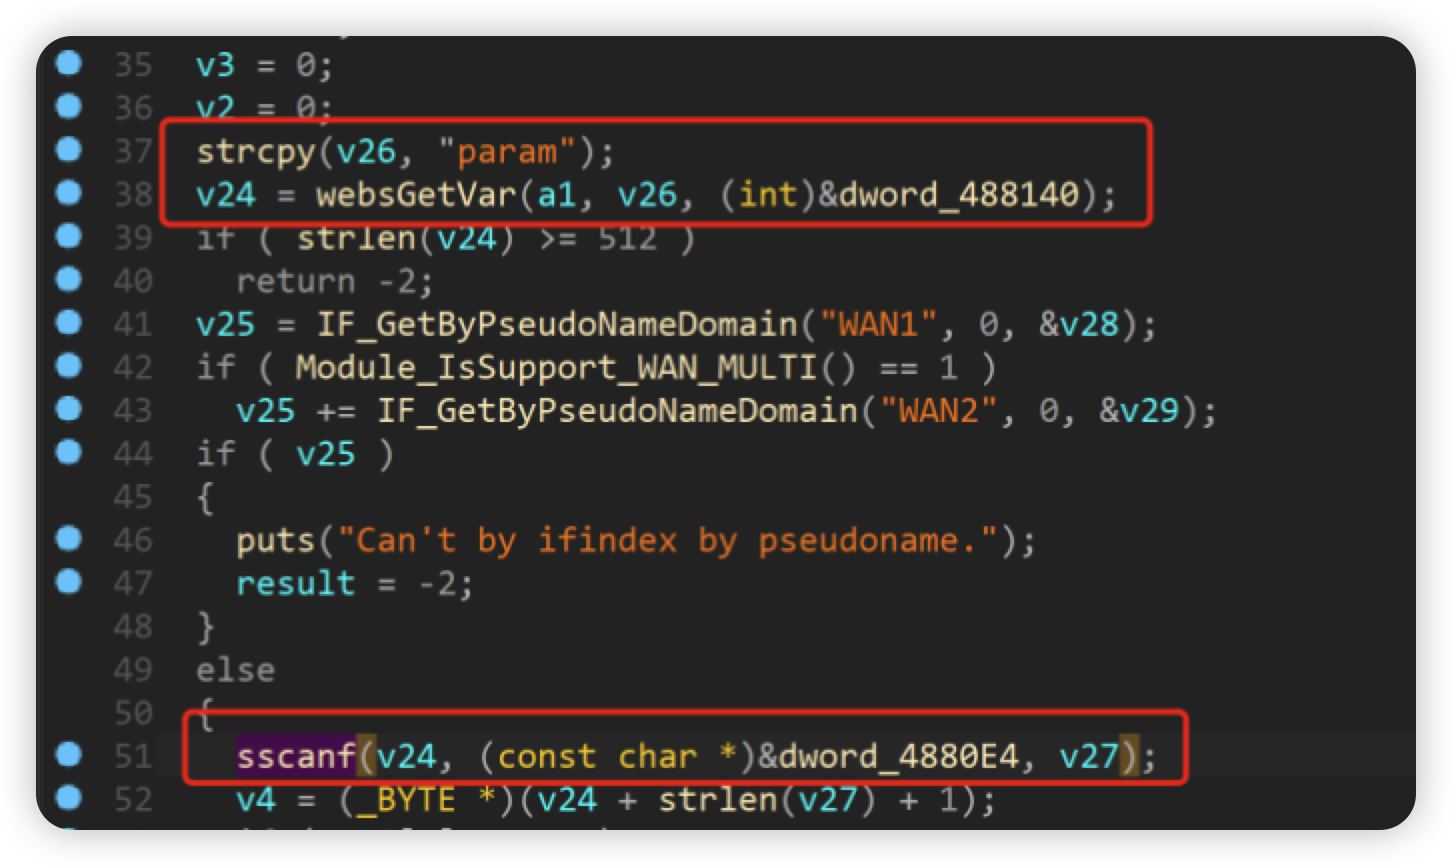 35 v3 = 0;
36 v2 = 0;
37 strcpy(v26, "param");
38 v24 = websGetVar(a1, v26, (int)&dword_488140);
39 if ( strlen(v24) >= 512 )
40 return -2;
41 v25 = IF_GetByPseudoNameDomain("WAN1", 0, &v28);
42 if ( Module_IsSupport_WAN_MULTI() == 1 )
43 v25 += IF_GetByPseudoNameDomain("WAN2", 0, &v29);
44 if ( v25 )
45 {
46 puts("Can't by ifindex by pseudoname.");
47 result = -2;
48 }
49 else
50 {
51 sscanf(v24, (const char *)&dword_4880E4, v27);
52 v4 = (_BYTE *)(v24 + strlen(v27) + 1);